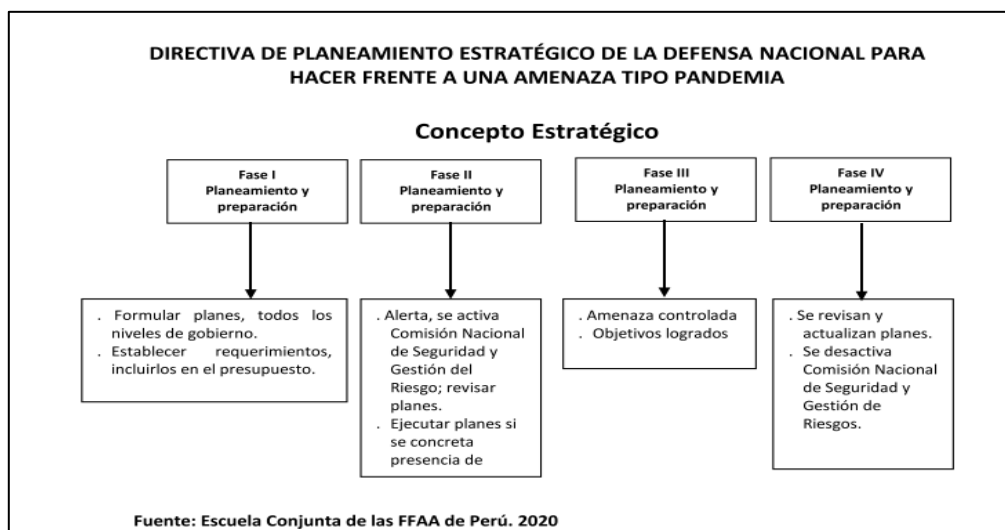 DIRECTIVA DE PLANEAMIENTO ESTRATÉGICO DE LA DEFENSA NACIONAL PARA
HACER FRENTE A UNA AMENAZA TIPO PANDEMIA
Concepto Estratégico
Fase I
Planeamiento y
preparación
Fase II
Planeamiento y
preparación
Fase III
Planeamiento y
preparación
Fase IV
Planeamiento y
preparación
. Formular planes, todos los
niveles de gobierno.
. Establecer requerimientos,
incluirlos en el presupuesto.
. Alerta, se activa
Comisión Nacional
de Seguridad y
Gestión del
Riesgo; revisar
planes.
. Ejecutar planes si
se concreta
presencia de
. Amenaza controlada
. Objetivos logrados
. Se revisan y
actualizan planes.
. Se desactiva
Comisión Nacional
de Seguridad y
Gestión de
Riesgos.
Fuente: Escuela Conjunta de las FFAA de Perú. 2020